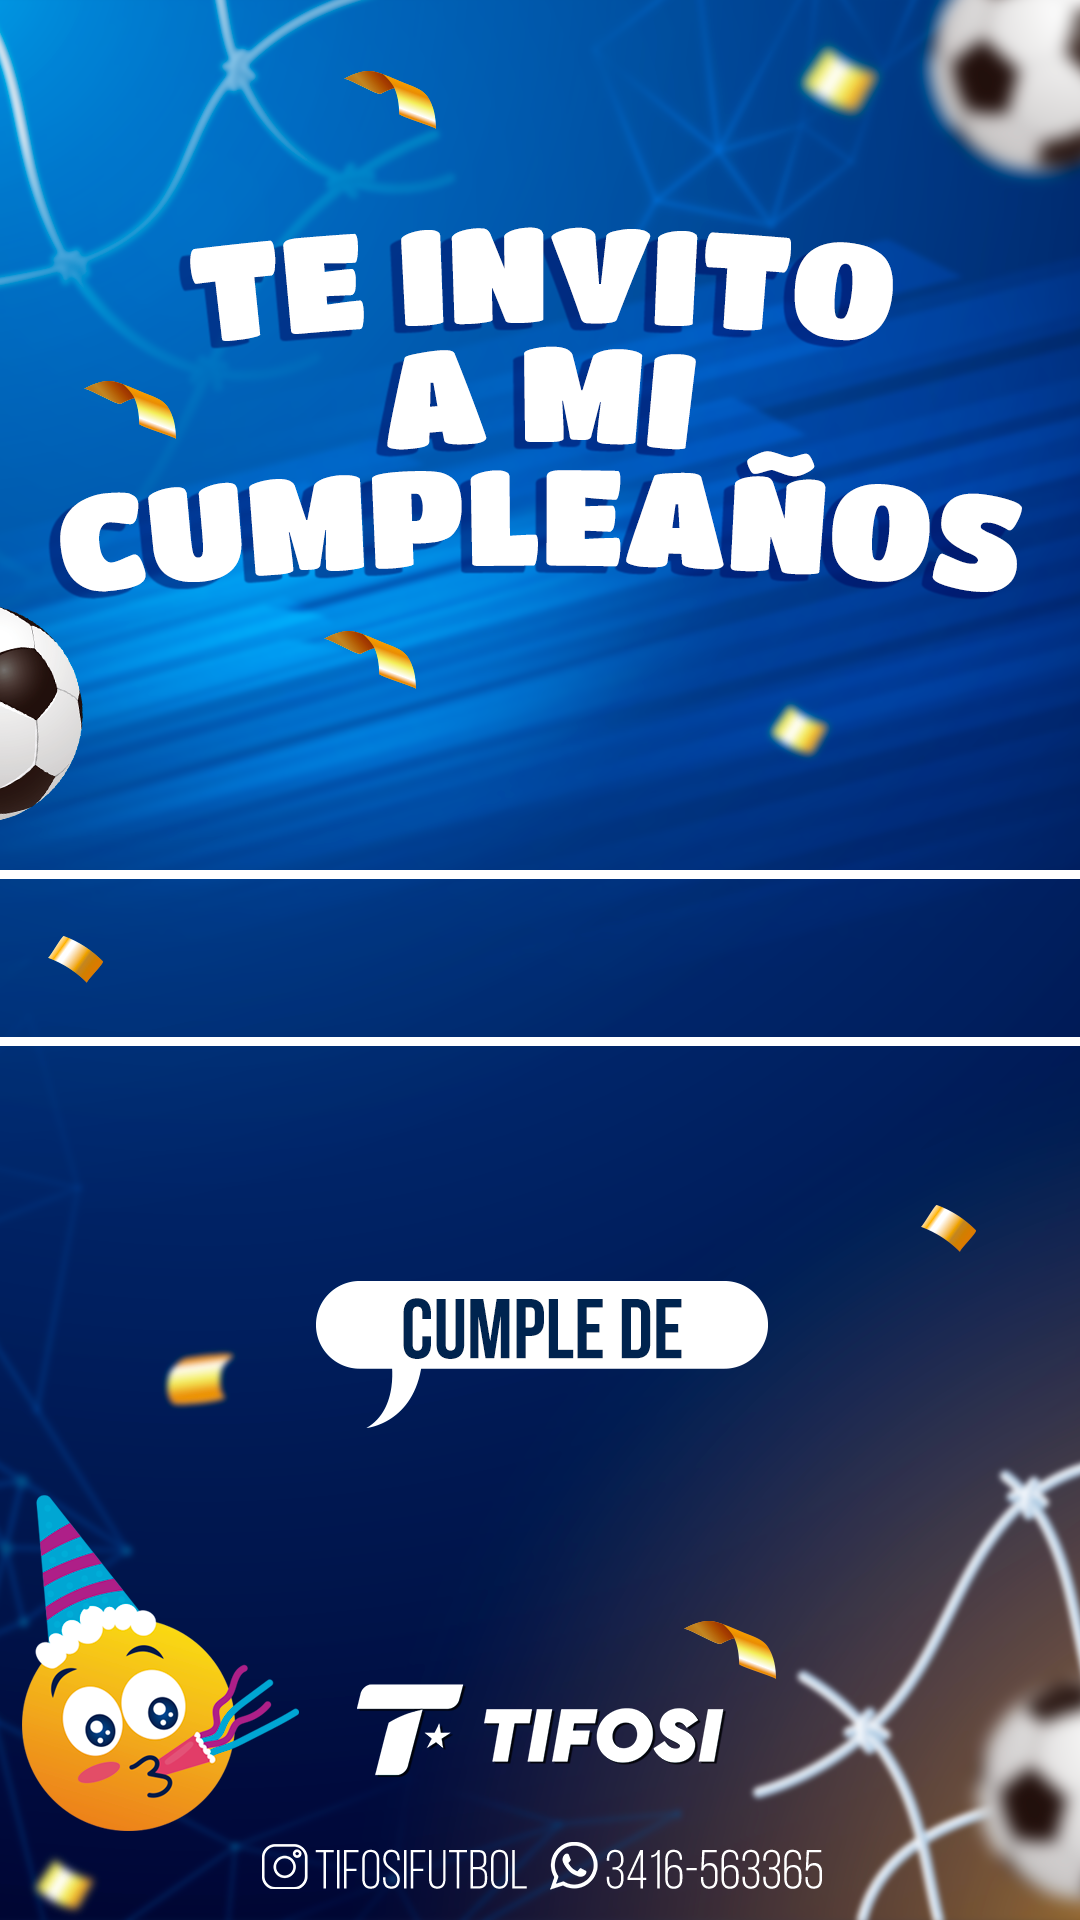 TE INVITO
A MI
CUMPLEAÑOS
CUMPLE DE
TIFOSI
TIFOSIFUTBOL 3416-563365